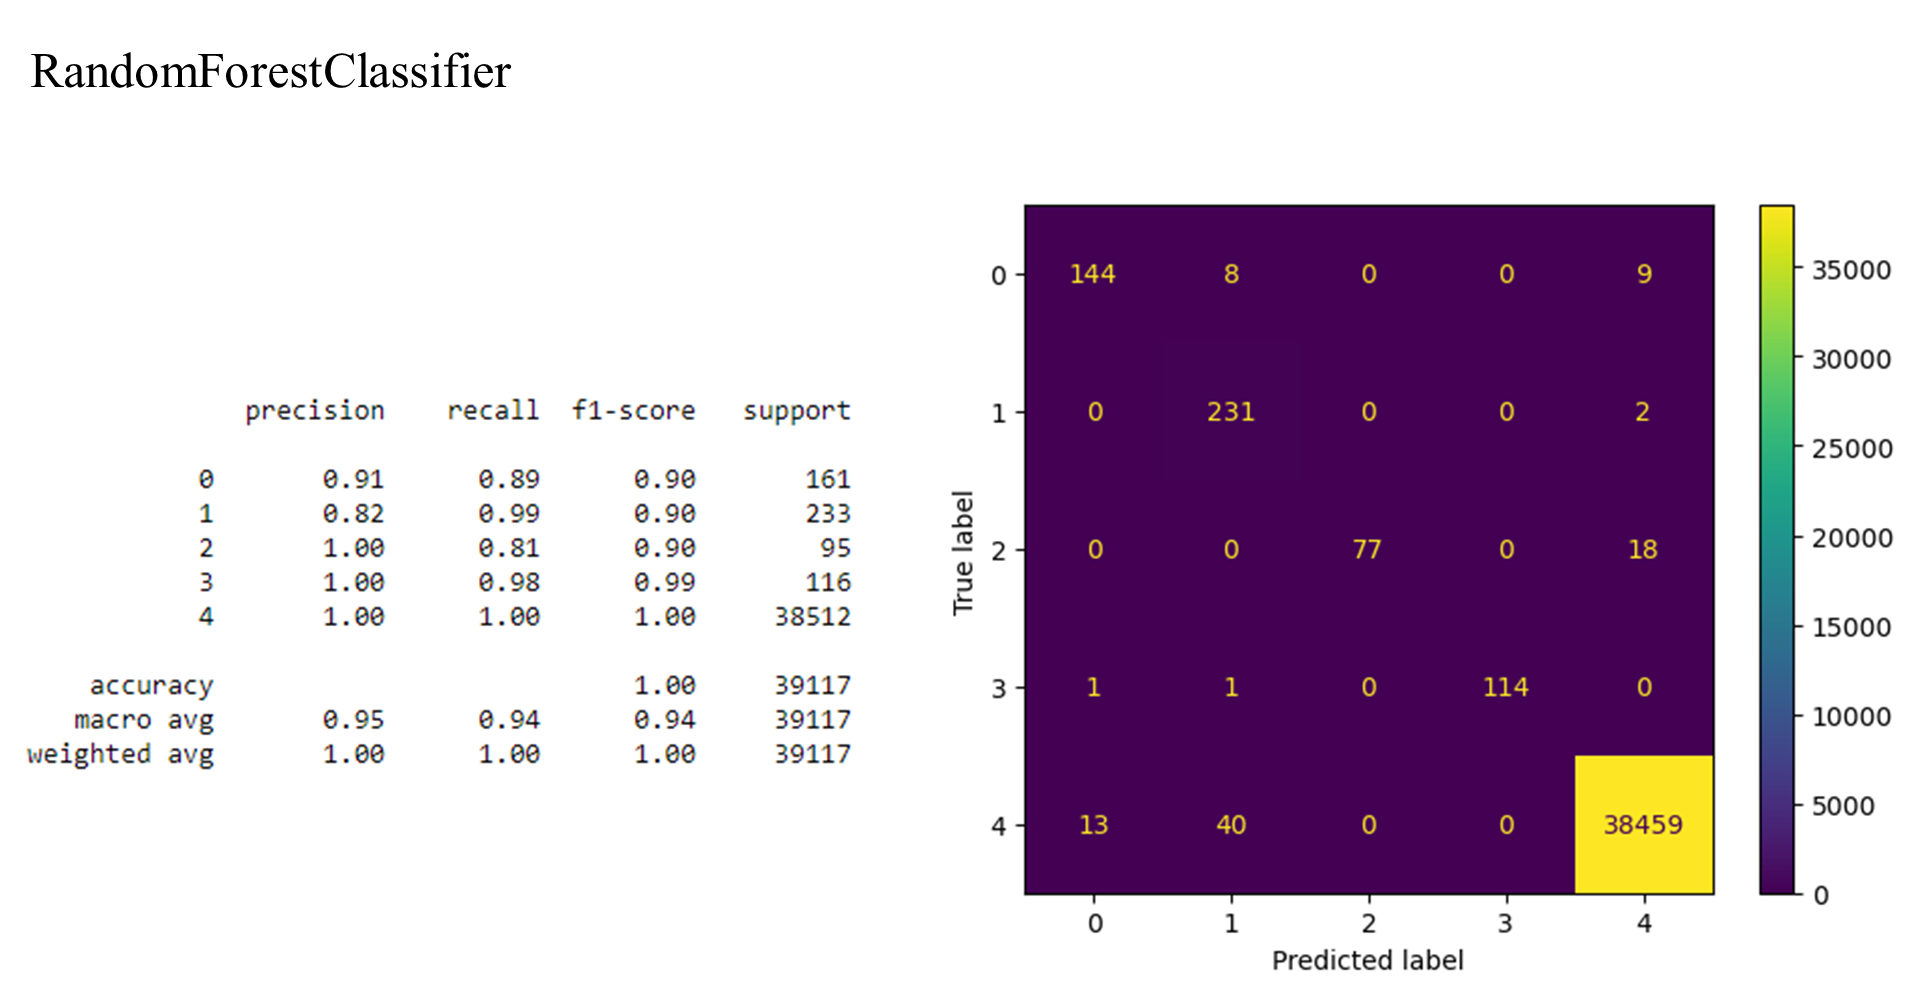 RandomForestClassifier
precision recall f1-score support
0 0.91 0.89 0.90 161
1 0.82 0.99 0.90 233
2 1.00 0.81 0.90 95
3 1.00 0.98 0.99 116
4 1.00 1.00 1.00 38512
accuracy 1.00 39117
macro avg 0.95 0.94 0.94 39117
weighted avg 1.00 1.00 1.00 39117
True label
0 144 8 0 0 9
1 0 231 0 0 2
2 0 0 77 0 18
3 1 1 0 114 0
4 13 40 0 0 38459
0 1 2 3 4
Predicted label
35000
30000
25000
20000
15000
10000
5000
0